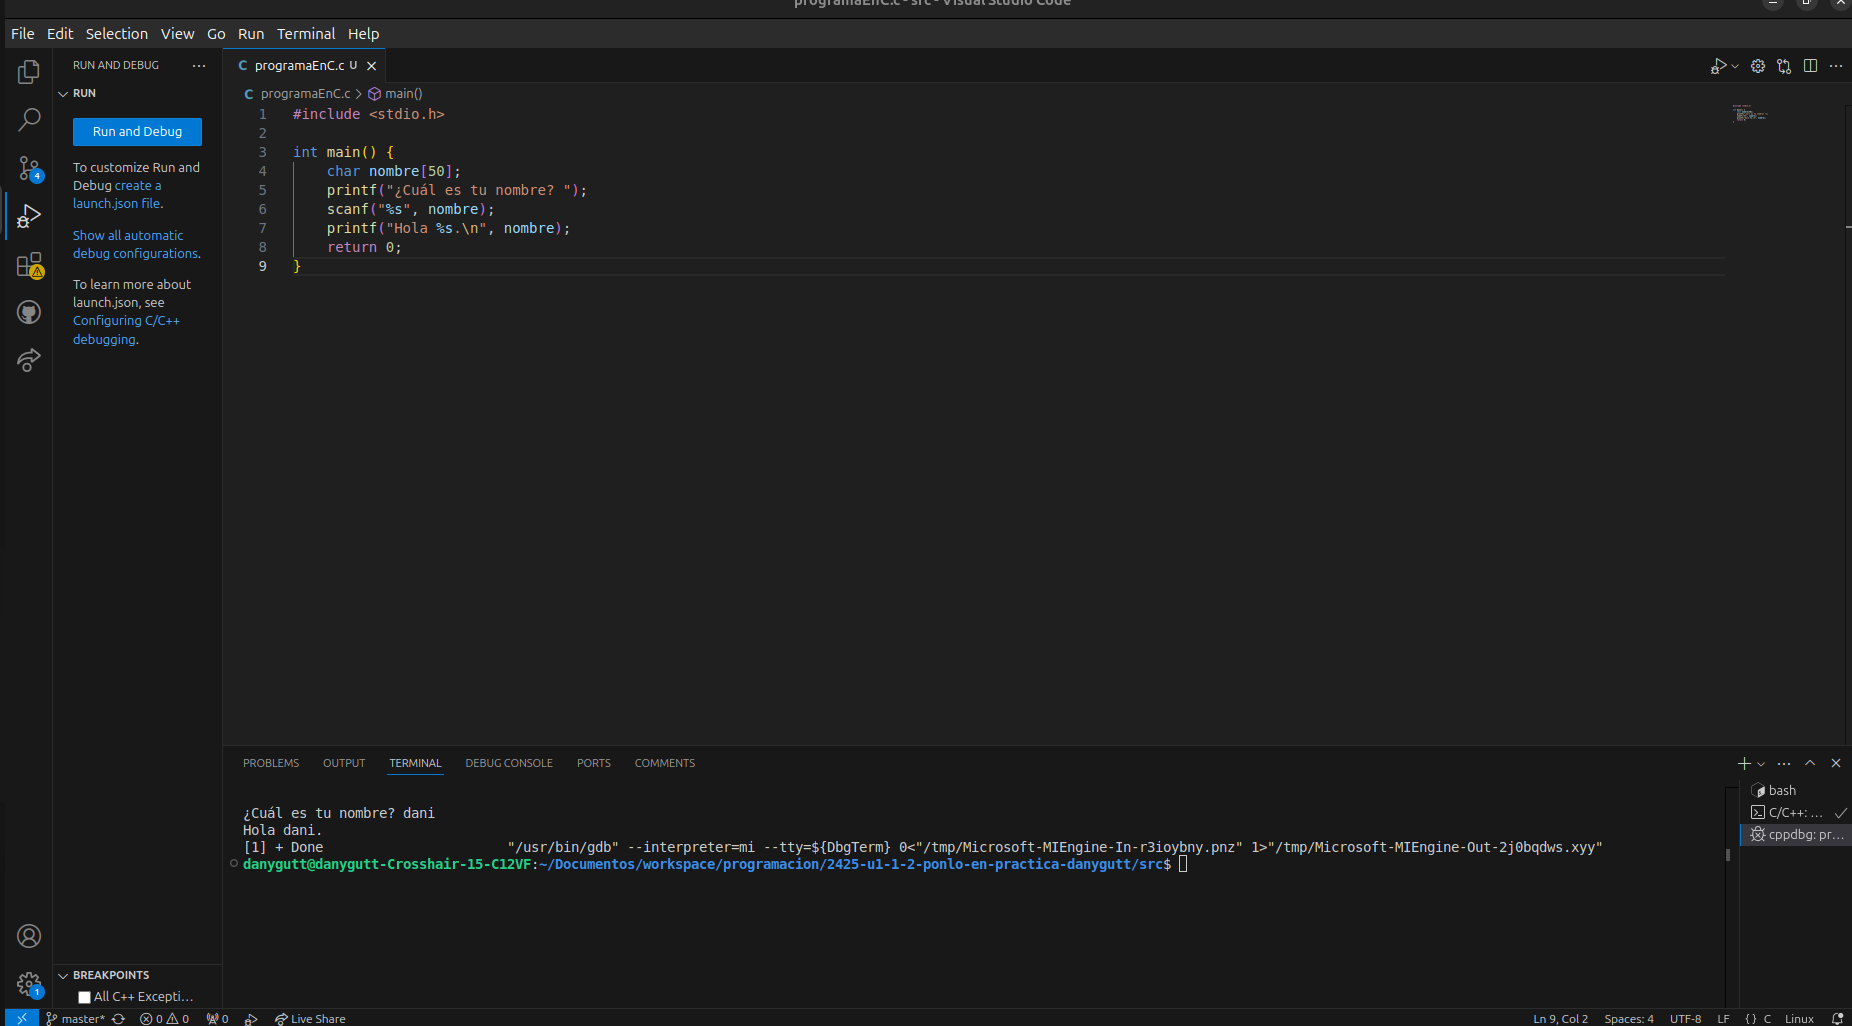 programaEnC.c - src - Visual Studio Code
File Edit Selection View Go Run Terminal Help
RUN AND DEBUG ···
RUN
Run and Debug
To customize Run and
Debug create a
launch.json file.
Show all automatic
debug configurations.
To learn more about
launch.json, see
Configuring C/C++
debugging.
C programaEnC.c U
C programaEnC.c > main()
1 #include <stdio.h>
2
3 int main() {
4 char nombre[50];
5 printf("¿Cuál es tu nombre? ");
6 scanf("%s", nombre);
7 printf("Hola %s.\n", nombre);
8 return 0;
9 }
PROBLEMS OUTPUT TERMINAL DEBUG CONSOLE PORTS COMMENTS
¿Cuál es tu nombre? dani
Hola dani.
[1] + Done "/usr/bin/gdb" --interpreter=mi --tty=${DbgTerm} 0<"/tmp/Microsoft-MIEngine-In-r3ioybny.pnz" 1>"/tmp/Microsoft-MIEngine-Out-2j0bqdws.xyy"
danygutt@danygutt-Crosshair-15-C12VF:~/Documentos/workspace/programacion/2425-u1-1-2-ponlo-en-practica-danygutt/src$
bash
C/C++: ...
cppdbg: pr...
4
1
BREAKPOINTS
All C++ Excepti...
master* 0 0 0 Live Share
Ln 9, Col 2 Spaces: 4 UTF-8 LF {} C Linux